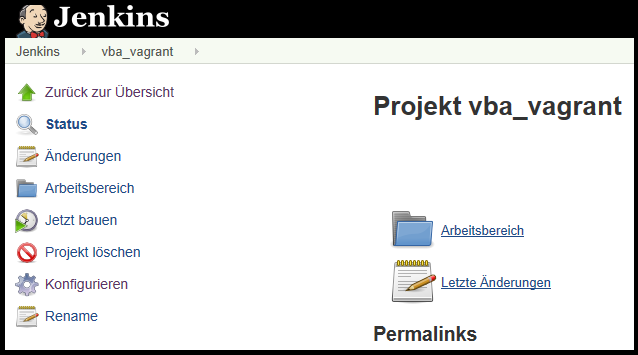 Jenkins
Jenkins vba_vagrant
Zurück zur Übersicht
Status
Änderungen
Arbeitsbereich
Jetzt bauen
Projekt löschen
Konfigurieren
Rename
Projekt vba_vagrant
Arbeitsbereich
Letzte Änderungen
Permalinks